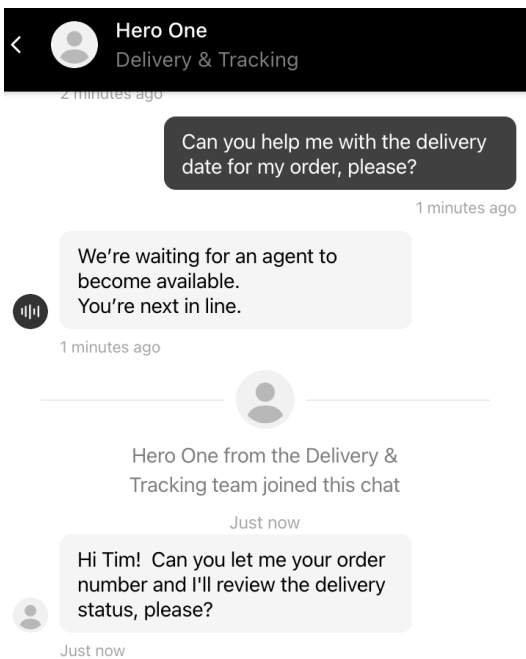 Hero One
Delivery & Tracking
2 minutes ago
Can you help me with the delivery
date for my order, please?
1 minutes ago
We’re waiting for an agent to
become available.
You’re next in line.
1 minutes ago
Hero One from the Delivery &
Tracking team joined this chat
Just now
Hi Tim!  Can you let me your order
number and I'll review the delivery
status, please?
Just now